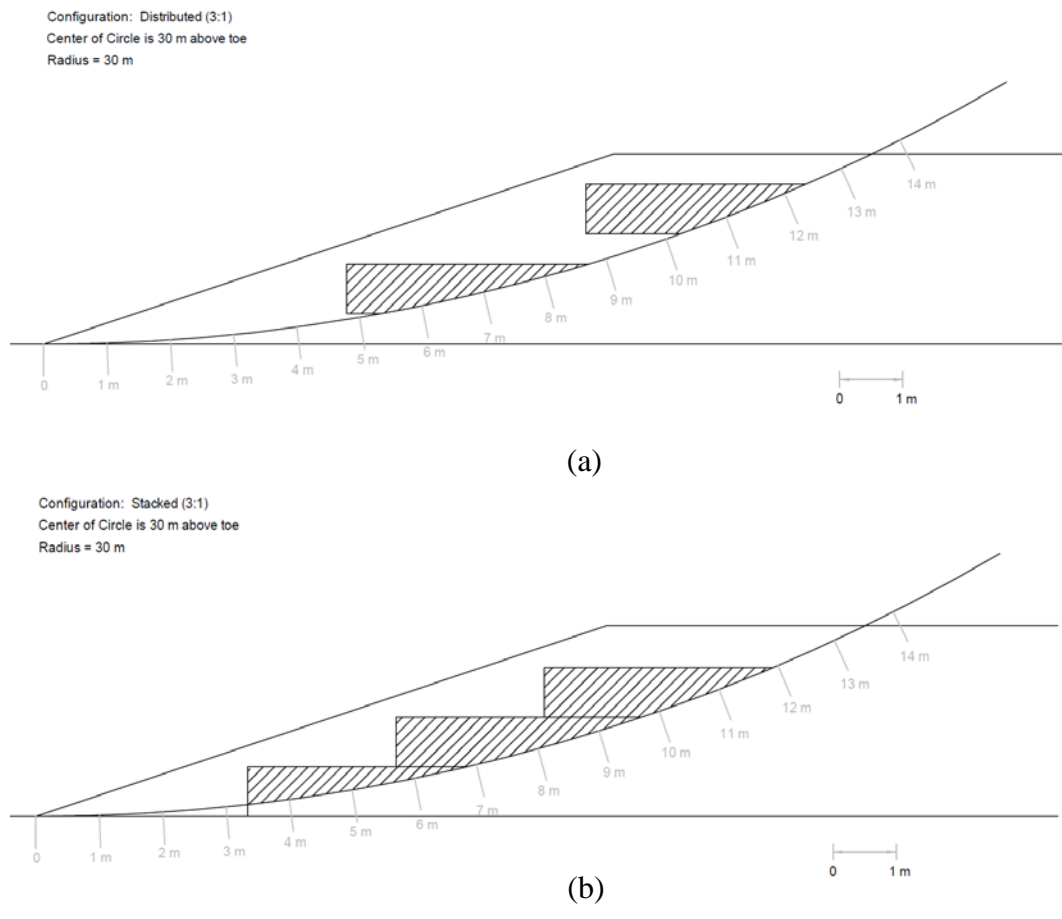 Configuration: Distributed (3:1)
Center of Circle is 30 m above toe
Radius = 30 m
14 m
13 m
12 m
11 m
10 m
9 m
8 m
7 m
6 m
5 m
4 m
3 m
2 m
1 m
0
0 1 m
(a)
Configuration: Stacked (3:1)
Center of Circle is 30 m above toe
Radius = 30 m
14 m
13 m
12 m
11 m
10 m
9 m
8 m
7 m
6 m
5 m
4 m
3 m
2 m
1 m
0
0 1 m
(b)